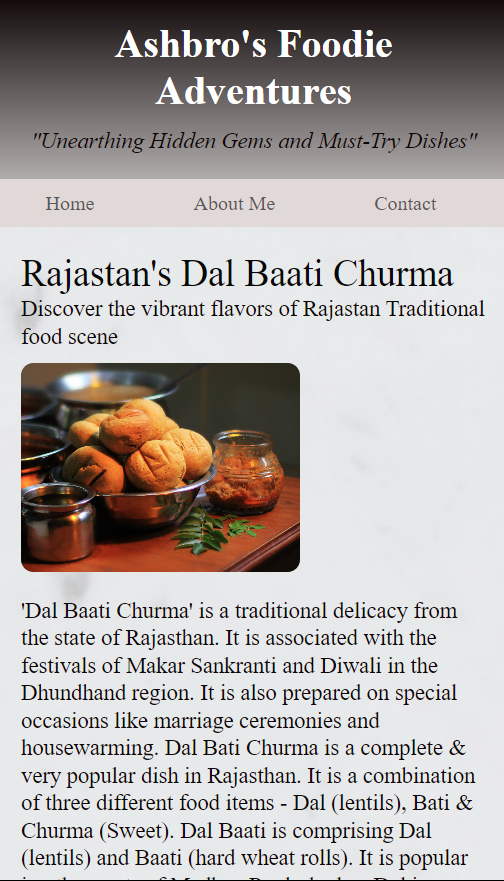 Ashbro's Foodie
Adventures
"Unearthing Hidden Gems and Must-Try Dishes"
Home About Me Contact
Rajastan's Dal Baati Churma
Discover the vibrant flavors of Rajastan Traditional
food scene
'Dal Baati Churma' is a traditional delicacy from
the state of Rajasthan. It is associated with the
festivals of Makar Sankranti and Diwali in the
Dhundhand region. It is also prepared on special
occasions like marriage ceremonies and
housewarming. Dal Bati Churma is a complete &
very popular dish in Rajasthan. It is a combination
of three different food items - Dal (lentils), Bati &
Churma (Sweet). Dal Baati is comprising Dal
(lentils) and Baati (hard wheat rolls). It is popular